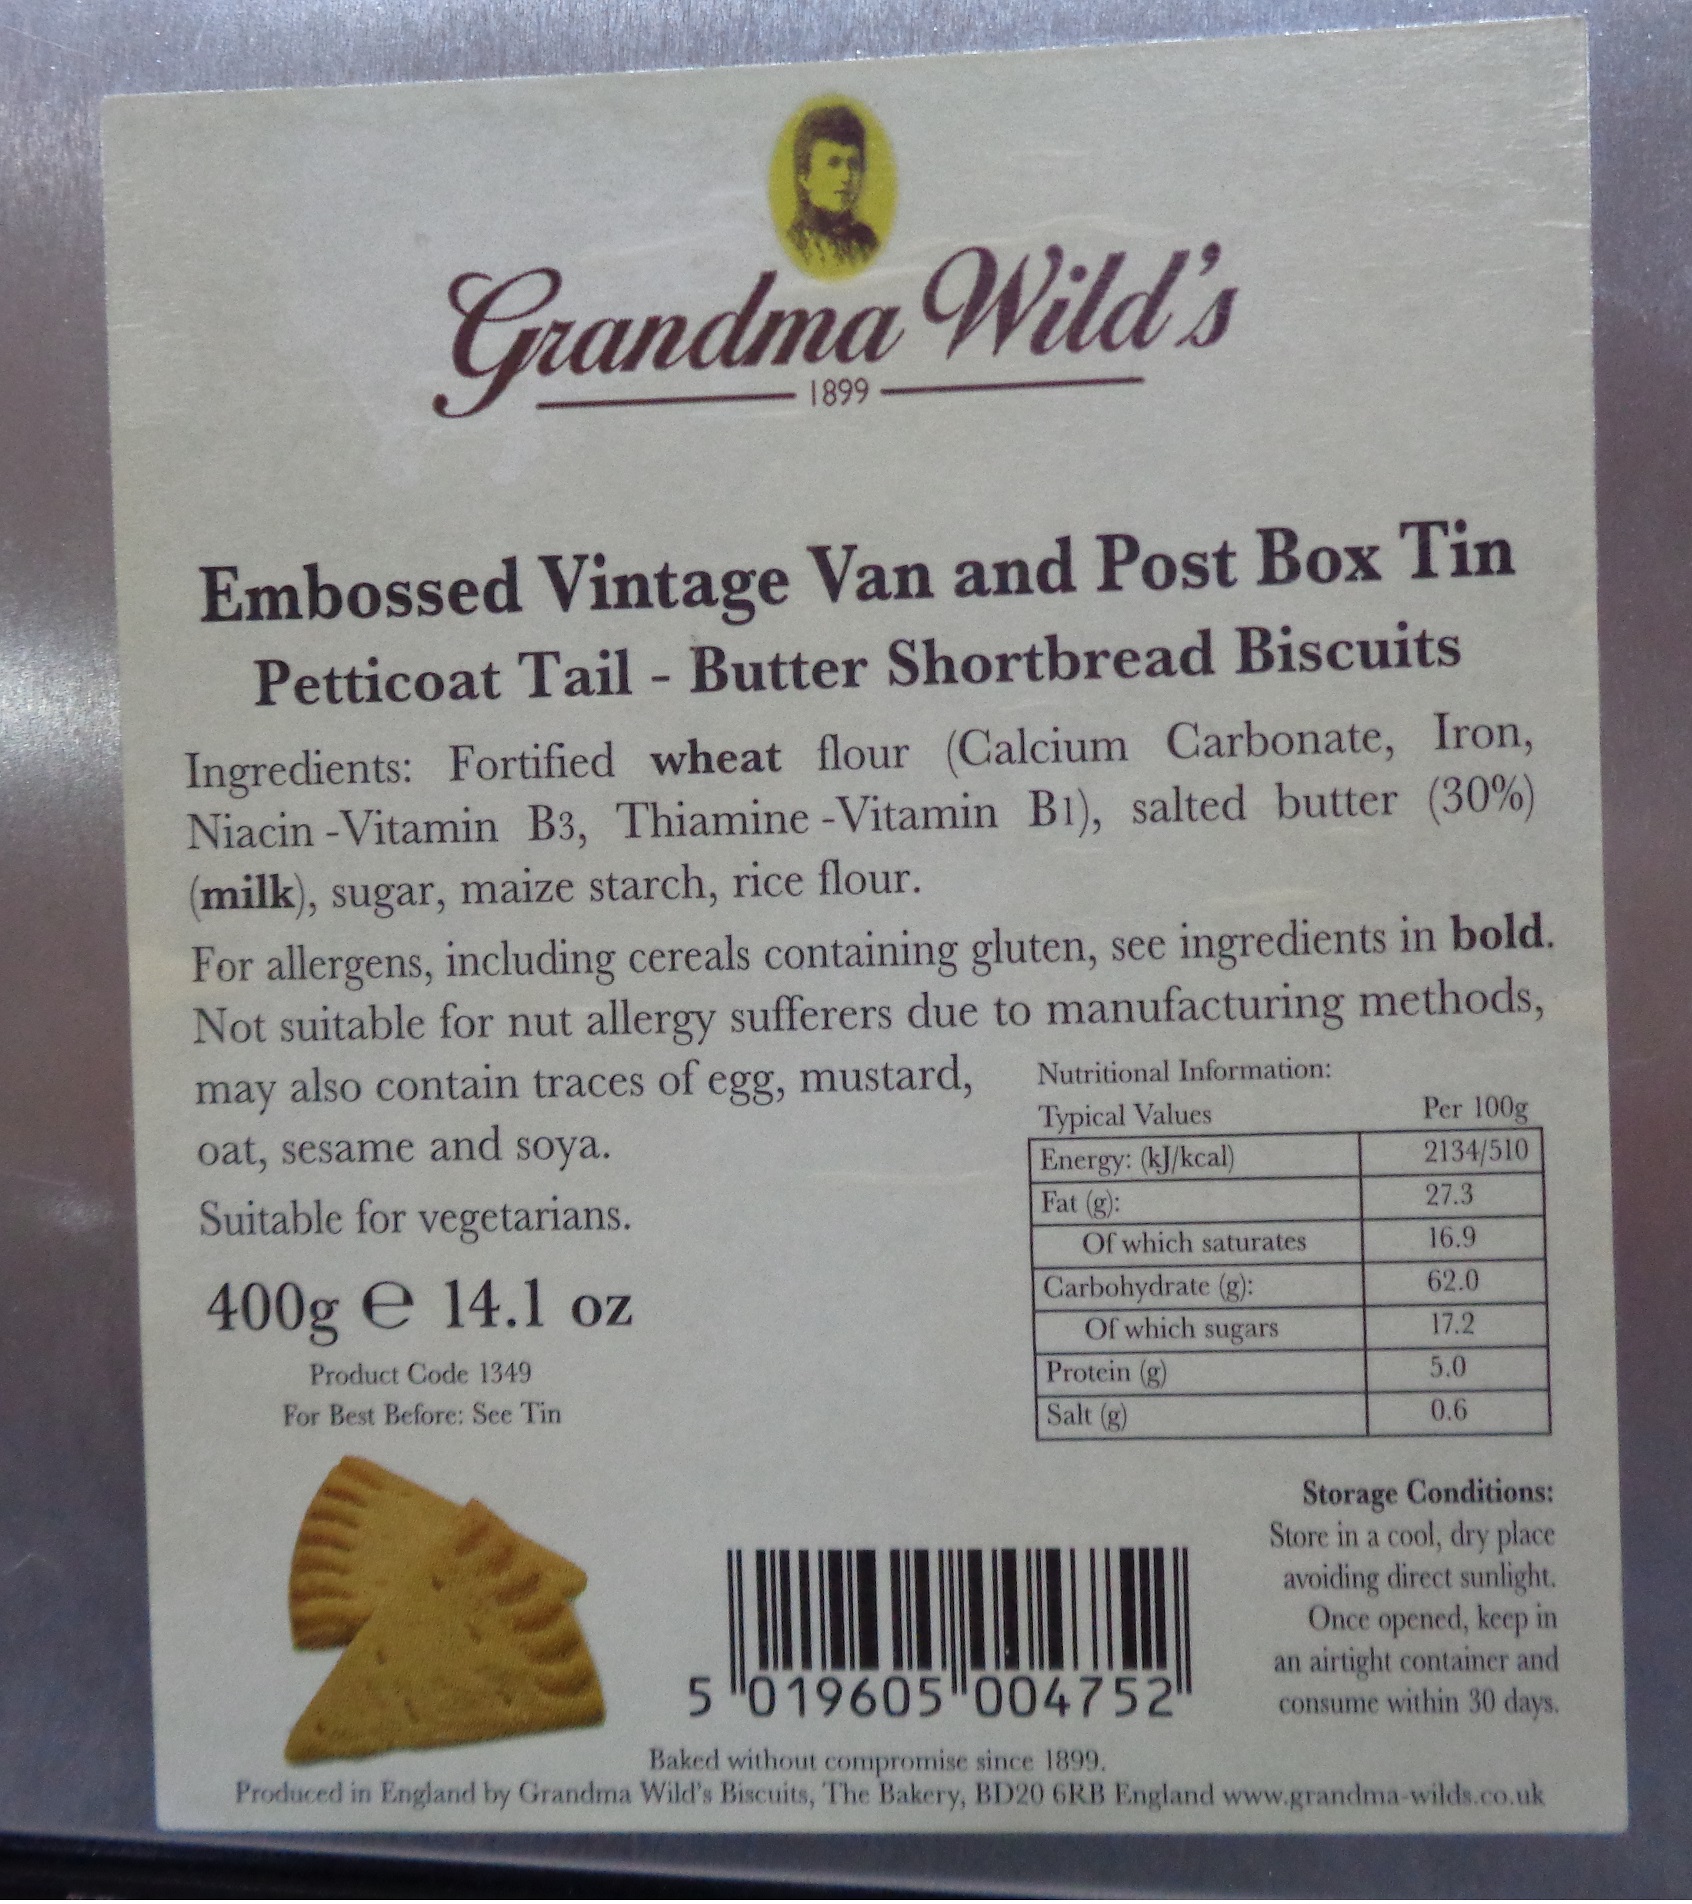 Grandma Wild's
1899
Embossed Vintage Van and Post Box Tin
Petticoat Tail - Butter Shortbread Biscuits
Ingredients: Fortified wheat flour (Calcium Carbonate, Iron,
Niacin -Vitamin B3, Thiamine -Vitamin B1), salted butter (30%)
(milk), sugar, maize starch, rice flour.
For allergens, including cereals containing gluten, see ingredients in bold.
Not suitable for nut allergy sufferers due to manufacturing methods,
may also contain traces of egg, mustard,
oat, sesame and soya.
Suitable for vegetarians.
400g ℮ 14.1 oz
Product Code 1349
For Best Before: See Tin
Nutritional Information:
Typical Values Per 100g
Energy: (kJ/kcal) 2134/510
Fat (g): 27.3
Of which saturates 16.9
Carbohydrate (g): 62.0
Of which sugars 17.2
Protein (g) 5.0
Salt (g) 0.6
Storage Conditions:
Store in a cool, dry place
avoiding direct sunlight.
Once opened, keep in
an airtight container and
consume within 30 days.
5 019605 004752
Baked without compromise since 1899.
Produced in England by Grandma Wild's Biscuits, The Bakery, BD20 6RB England www.grandma-wilds.co.uk